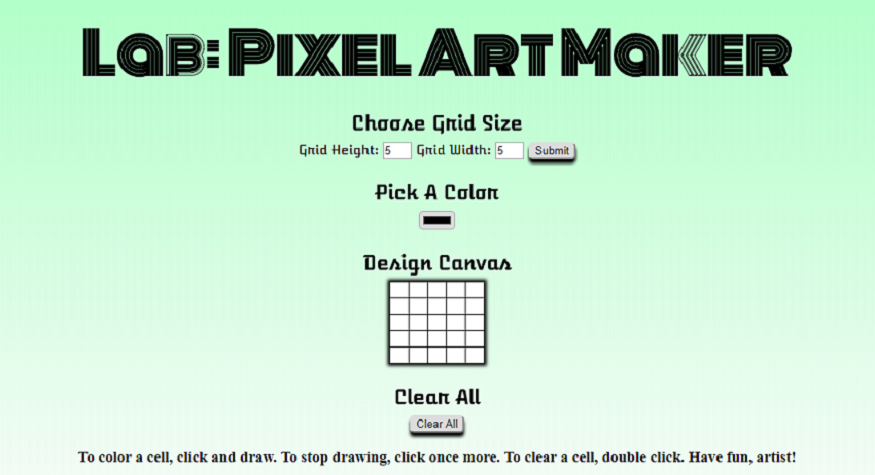 Lab: Pixel Art Maker
Choose Grid Size
Grid Height: 5 Grid Width: 5 Submit
Pick A Color
Design Canvas
Clear All
Clear All
To color a cell, click and draw. To stop drawing, click once more. To clear a cell, double click. Have fun, artist!